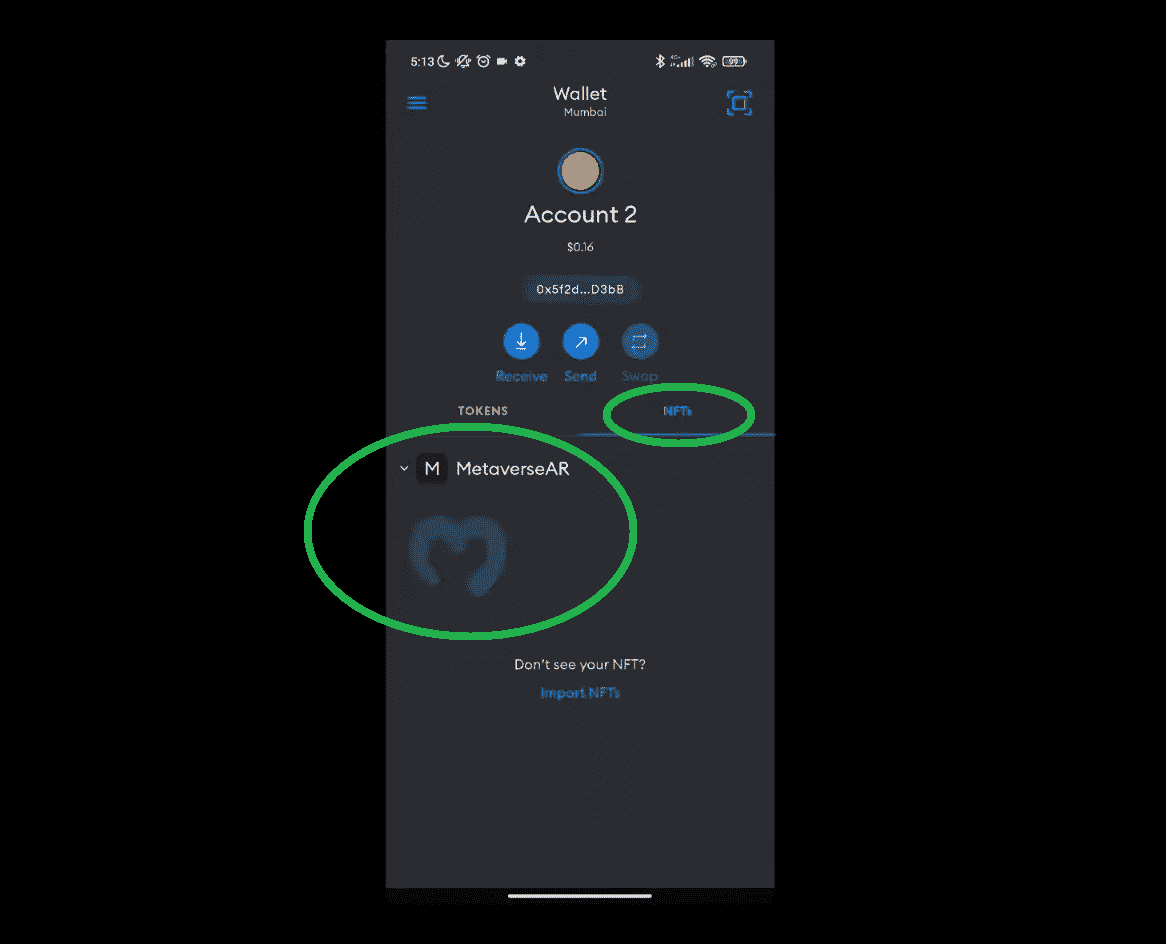 5:13
99
Wallet
Mumbai
Account 2
$0.16
0x5f2d...D3bB
Receive Send Swap
TOKENS NFTs
M MetaverseAR
Don't see your NFT?
Import NFTs